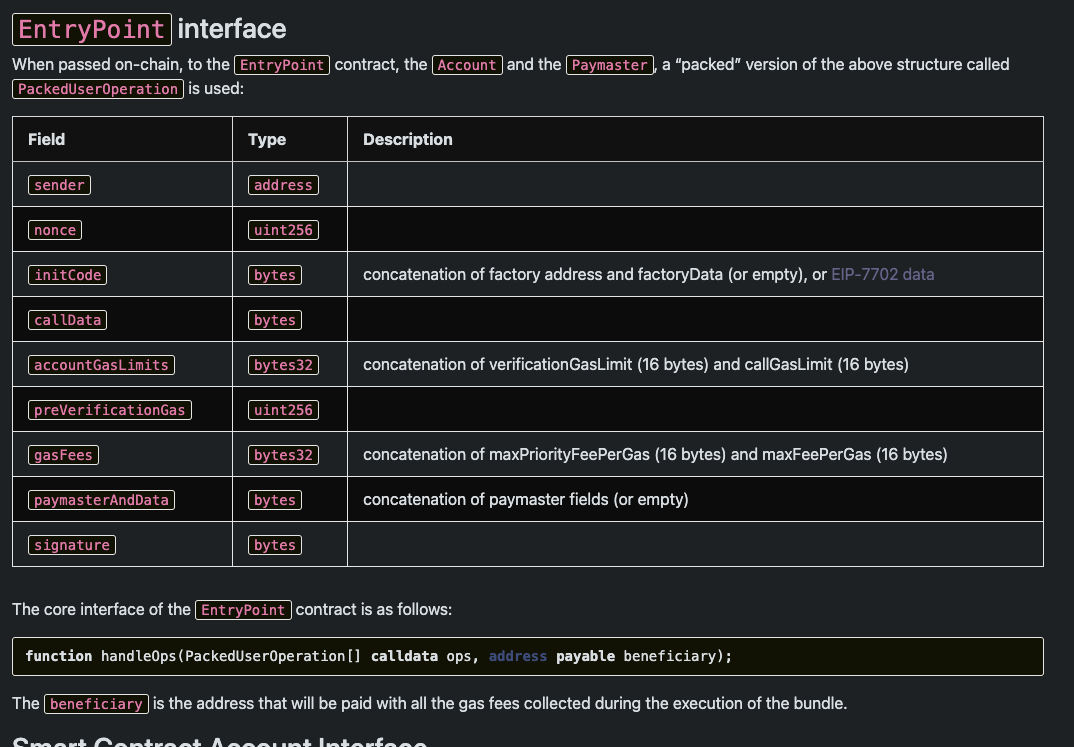 EntryPoint interface
When passed on-chain, to the EntryPoint contract, the Account and the Paymaster, a “packed” version of the above structure called
PackedUserOperation is used:
Field Type Description
sender address
nonce uint256
initCode bytes concatenation of factory address and factoryData (or empty), or EIP-7702 data
callData bytes
accountGasLimits bytes32 concatenation of verificationGasLimit (16 bytes) and callGasLimit (16 bytes)
preVerificationGas uint256
gasFees bytes32 concatenation of maxPriorityFeePerGas (16 bytes) and maxFeePerGas (16 bytes)
paymasterAndData bytes concatenation of paymaster fields (or empty)
signature bytes
The core interface of the EntryPoint contract is as follows:
function handleOps(PackedUserOperation[] calldata ops, address payable beneficiary);
The beneficiary is the address that will be paid with all the gas fees collected during the execution of the bundle.
Smart Contract Account Interface